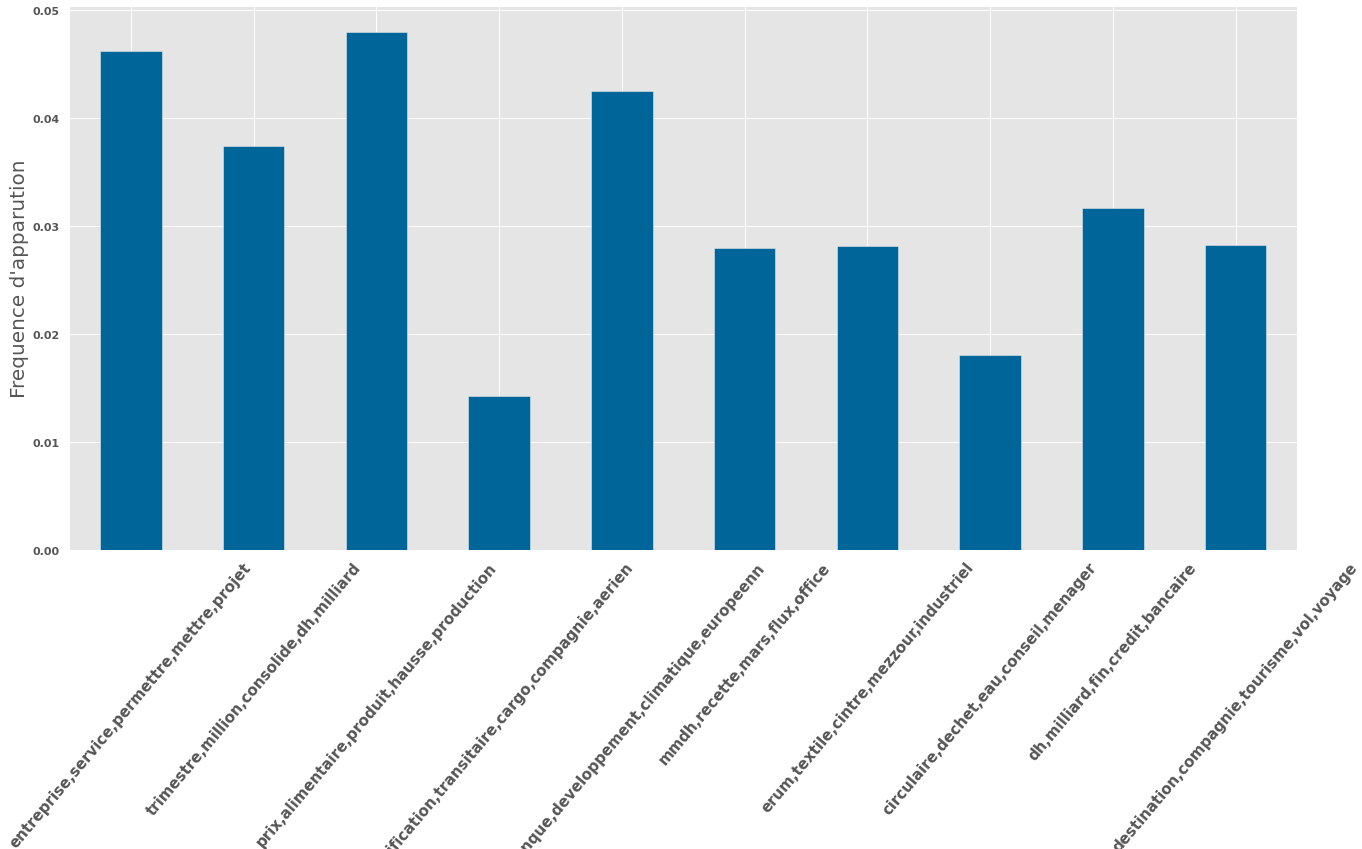 Frequence d'apparution
0.05
0.04
0.03
0.02
0.01
0.00
entreprise,service,permettre,mettre,projet
trimestre,million,consolide,dh,milliard
prix,alimentaire,produit,hausse,production
ification,transitaire,cargo,compagnie,aerien
nque,developpement,climatique,europeenn
mmdh,recette,mars,flux,office
erum,textile,cintre,mezzour,industriel
circulaire,dechet,eau,conseil,menager
dh,milliard,fin,credit,bancaire
destination,compagnie,tourisme,vol,voyage